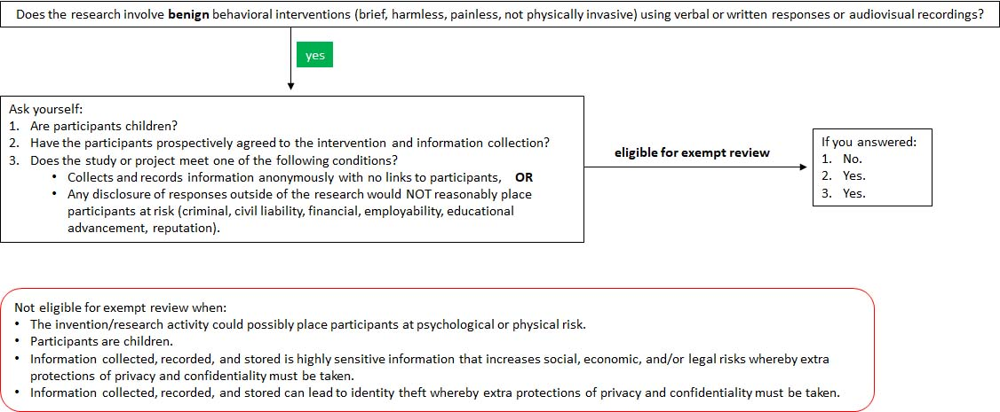 Does the research involve benign behavioral interventions (brief, harmless, painless, not physically invasive) using verbal or written responses or audiovisual recordings?
yes
Ask yourself:
1. Are participants children?
2. Have the participants prospectively agreed to the intervention and information collection?
3. Does the study or project meet one of the following conditions?
• Collects and records information anonymously with no links to participants, OR
• Any disclosure of responses outside of the research would NOT reasonably place
participants at risk (criminal, civil liability, financial, employability, educational
advancement, reputation).
eligible for exempt review
If you answered:
1. No.
2. Yes.
3. Yes.
Not eligible for exempt review when:
• The invention/research activity could possibly place participants at psychological or physical risk.
• Participants are children.
• Information collected, recorded, and stored is highly sensitive information that increases social, economic, and/or legal risks whereby extra
protections of privacy and confidentiality must be taken.
• Information collected, recorded, and stored can lead to identity theft whereby extra protections of privacy and confidentiality must be taken.